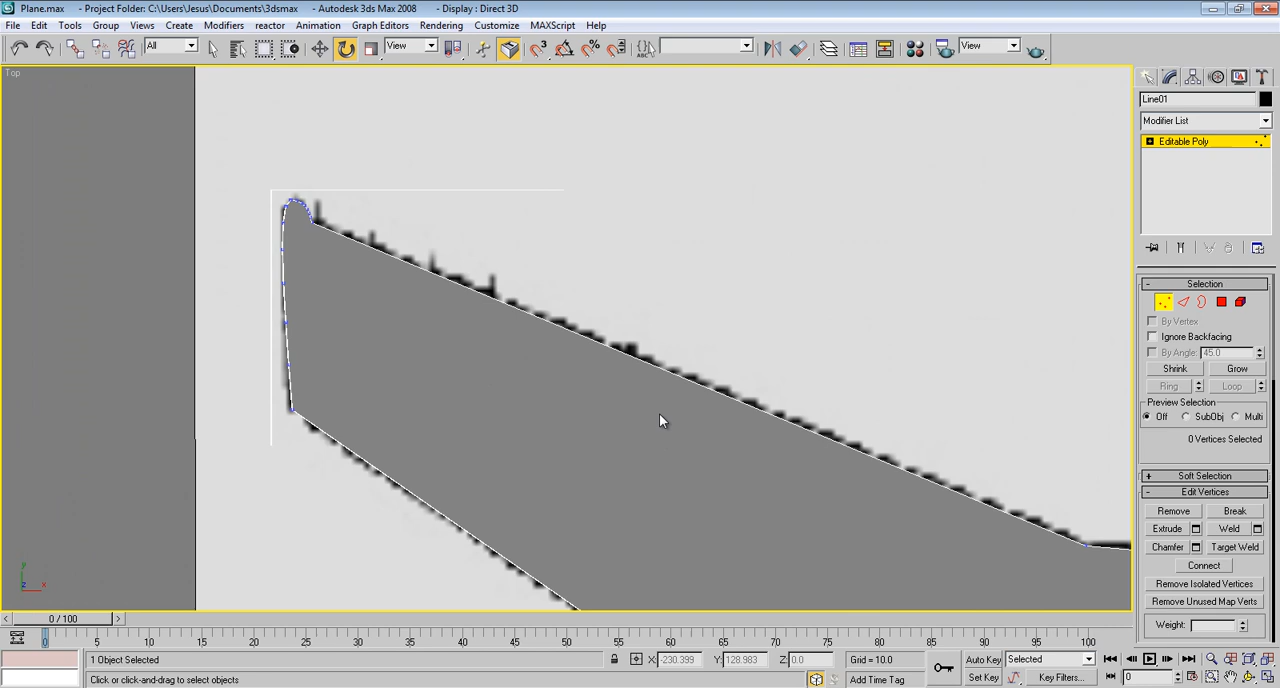 Plane.max - Project Folder: C:\Users\Jesus\Documents\3dsmax - Autodesk 3ds Max 2008 - Display : Direct 3D
File Edit Tools Group Views Create Modifiers reactor Animation Graph Editors Rendering Customize MAXScript Help
All View View
Top
Line01
Modifier List
Editable Poly
Selection
By Vertex
Ignore Backfacing
By Angle: 45.0
Shrink Grow
Ring Loop
Preview Selection
Off SubObj Multi
0 Vertices Selected
Soft Selection
Edit Vertices
Remove Break
Extrude Weld
Chamfer Target Weld
Connect
Remove Isolated Vertices
Remove Unused Map Verts
Weight:
0 / 100
0 5 10 15 20 25 30 35 40 45 50 55 60 65 70 75 80 85 90 95 100
1 Object Selected X: -230.399 Y: 128.983 Z: 0.0 Grid = 10.0 Auto Key Selected
Click or click-and-drag to select objects Add Time Tag Set Key Key Filters... 0